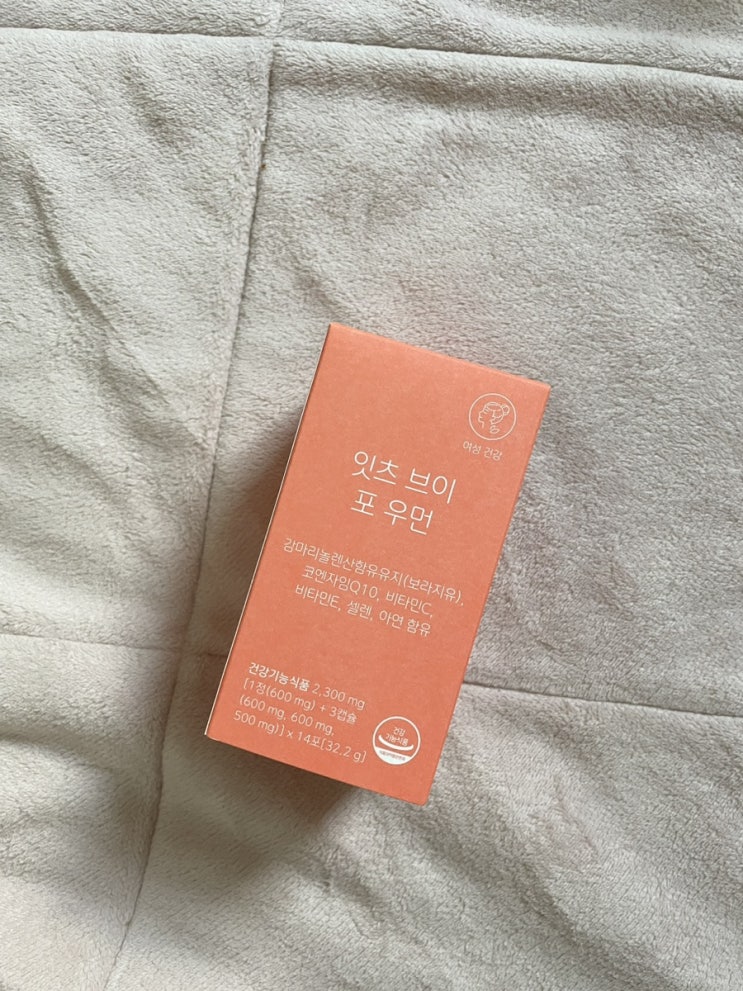 여성 건강
잇츠 브이
포 우먼
감마리놀렌산함유유지(보라지유),
코엔자임Q10, 비타민C,
비타민E, 셀렌, 아연 함유
건강기능식품 2,300 mg
[1정(600 mg) + 3캡슐
(600 mg, 600 mg,
500 mg)] x 14포[32.2 g]
건강
기능식품